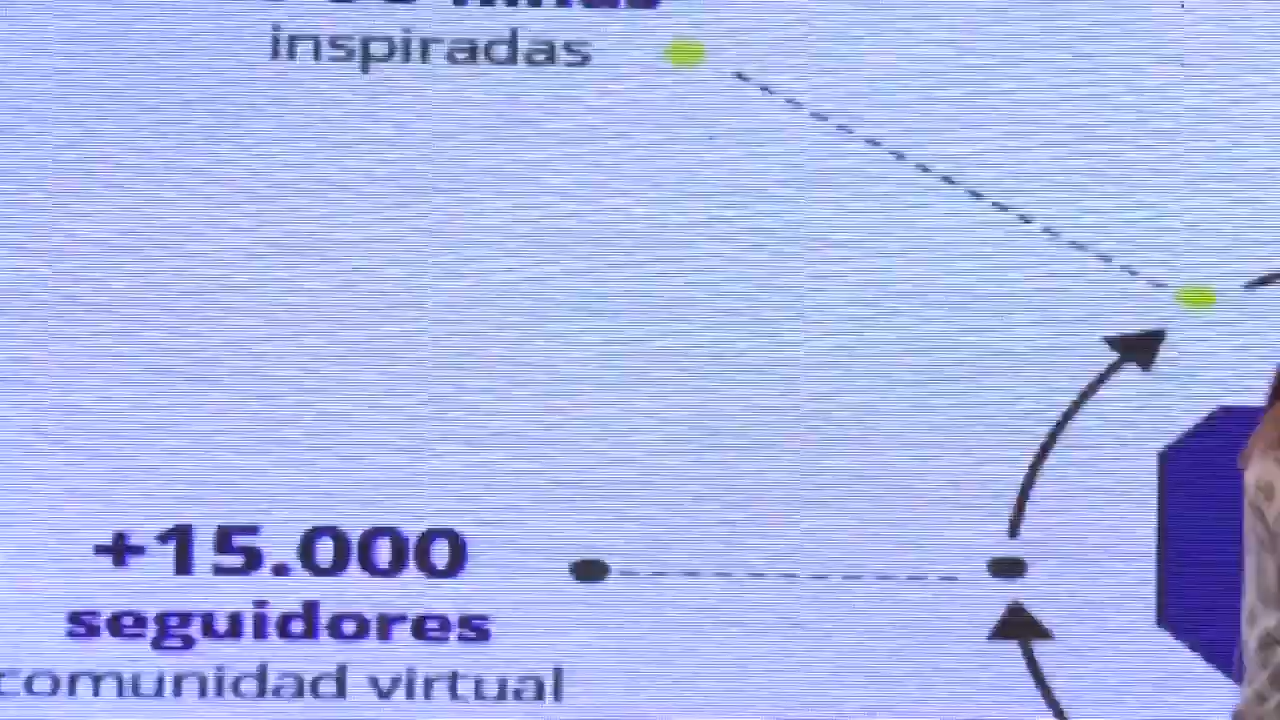 inspiradas
+15.000
seguidores
comunidad virtual